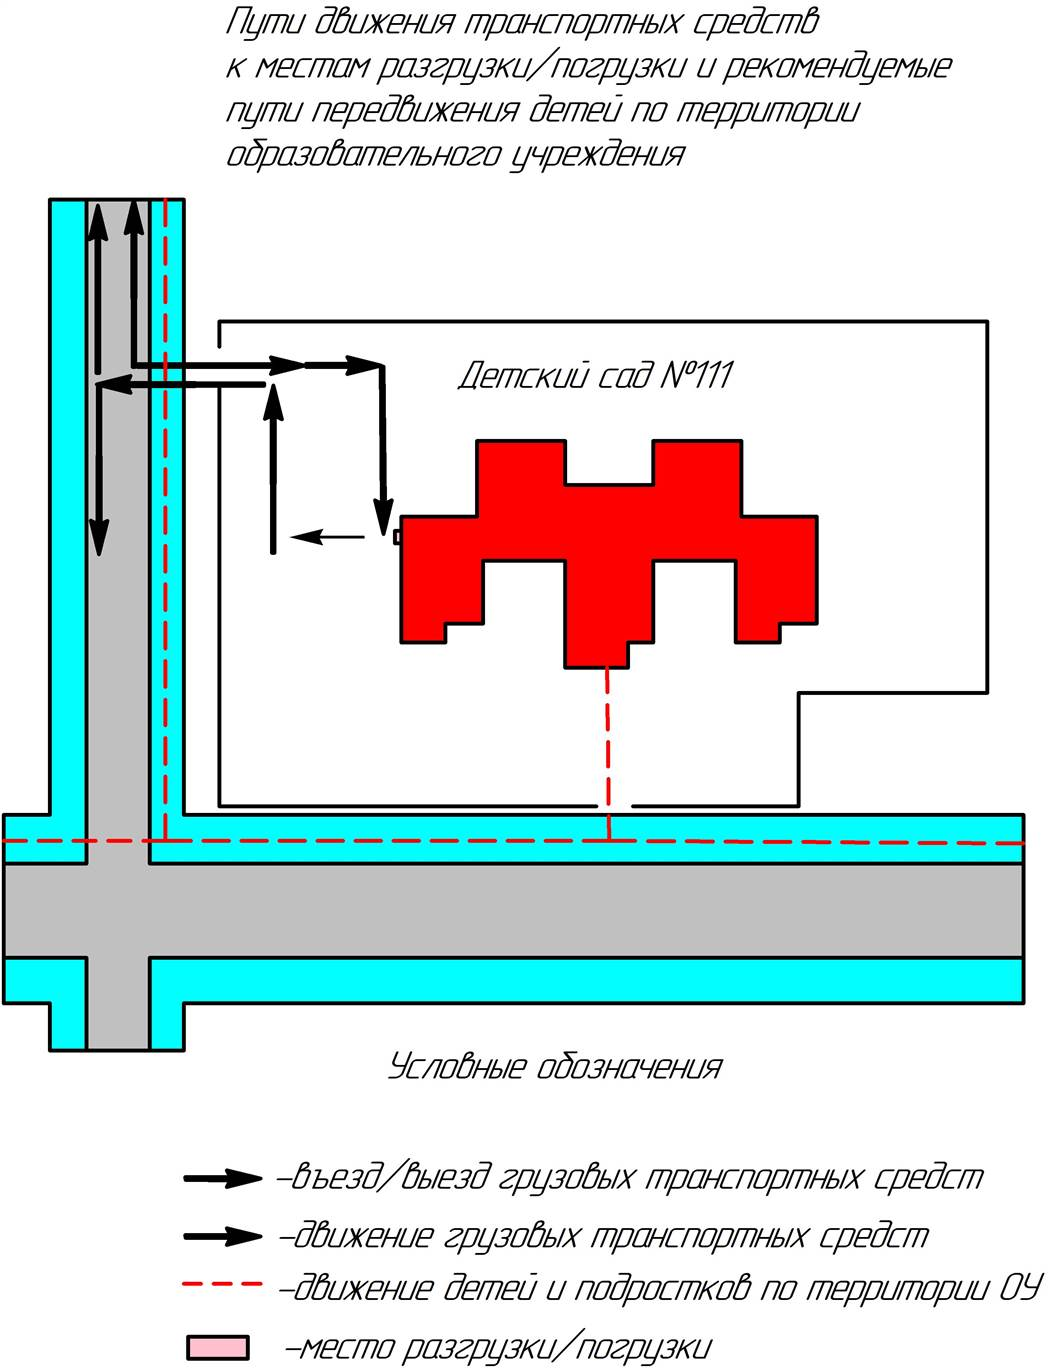 Пути движения транспортных средств
к местам разгрузки/погрузки и рекомендуемые
пути передвижения детей по территории
образовательного учреждения
Детский сад №111
Условные обозначения
-въезд/выезд грузовых транспортных средст
-движение грузовых транспортных средст
-движение детей и подростков по территории ОУ
-место разгрузки/погрузки